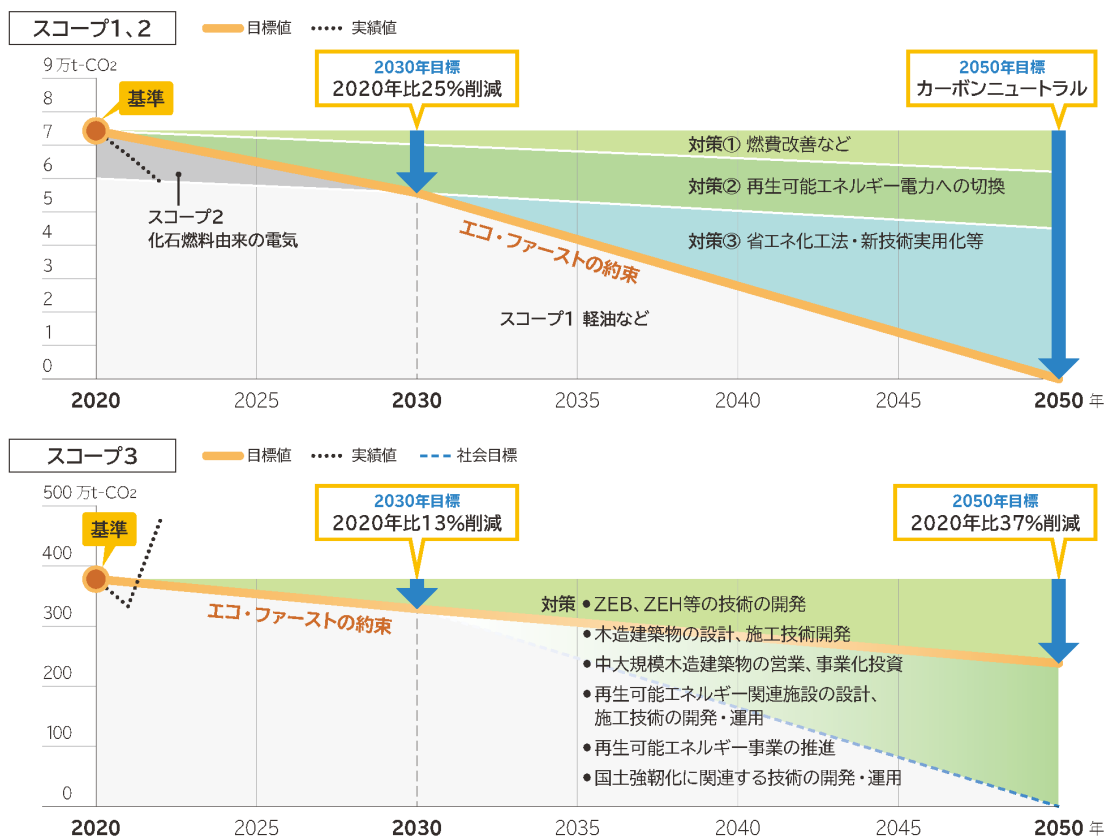 スコープ1、2
目標値
実績値
9万t-CO2
8
7
6
5
4
3
2
1
0
基準
2030年目標
2020年比25%削減
2050年目標
カーボンニュートラル
対策① 燃費改善など
対策② 再生可能エネルギー電力への切換
対策③ 省エネ化工法・新技術実用化等
スコープ2
化石燃料由来の電気
エコ・ファーストの約束
スコープ1 軽油など
2020
2025
2030
2035
2040
2045
2050 年
スコープ3
目標値
実績値
社会目標
500 万t-CO2
400
300
200
100
0
基準
2030年目標
2020年比13%削減
2050年目標
2020年比37%削減
エコ・ファーストの約束
対策 ●ZEB、ZEH等の技術の開発
●木造建築物の設計、施工技術開発
●中大規模木造建築物の営業、事業化投資
●再生可能エネルギー関連施設の設計、
施工技術の開発・運用
●再生可能エネルギー事業の推進
●国土強靭化に関連する技術の開発・運用
2020
2025
2030
2035
2040
2045
2050 年